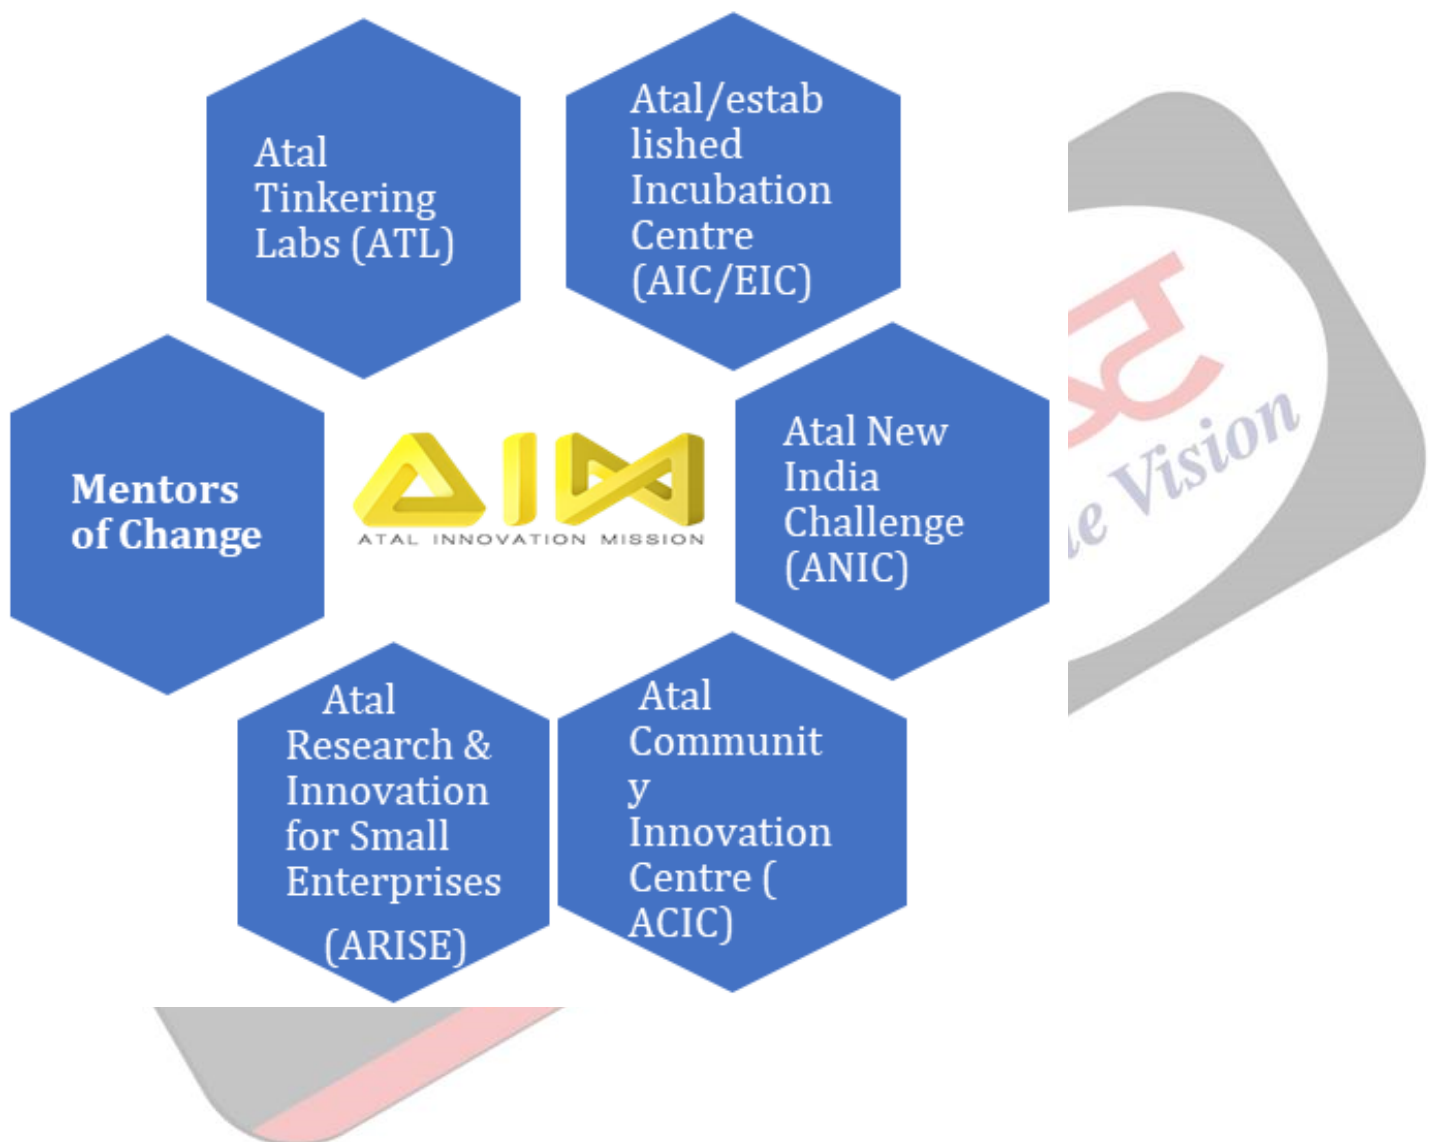 Atal
Tinkering
Labs (ATL)
Atal/estab
lished
Incubation
Centre
(AIC/EIC)
Mentors
of Change
ATAL INNOVATION MISSION
Atal New
India
Challenge
(ANIC)
Atal
Research &
Innovation
for Small
Enterprises
(ARISE)
Atal
Communit
y
Innovation
Centre (
ACIC)
Vision